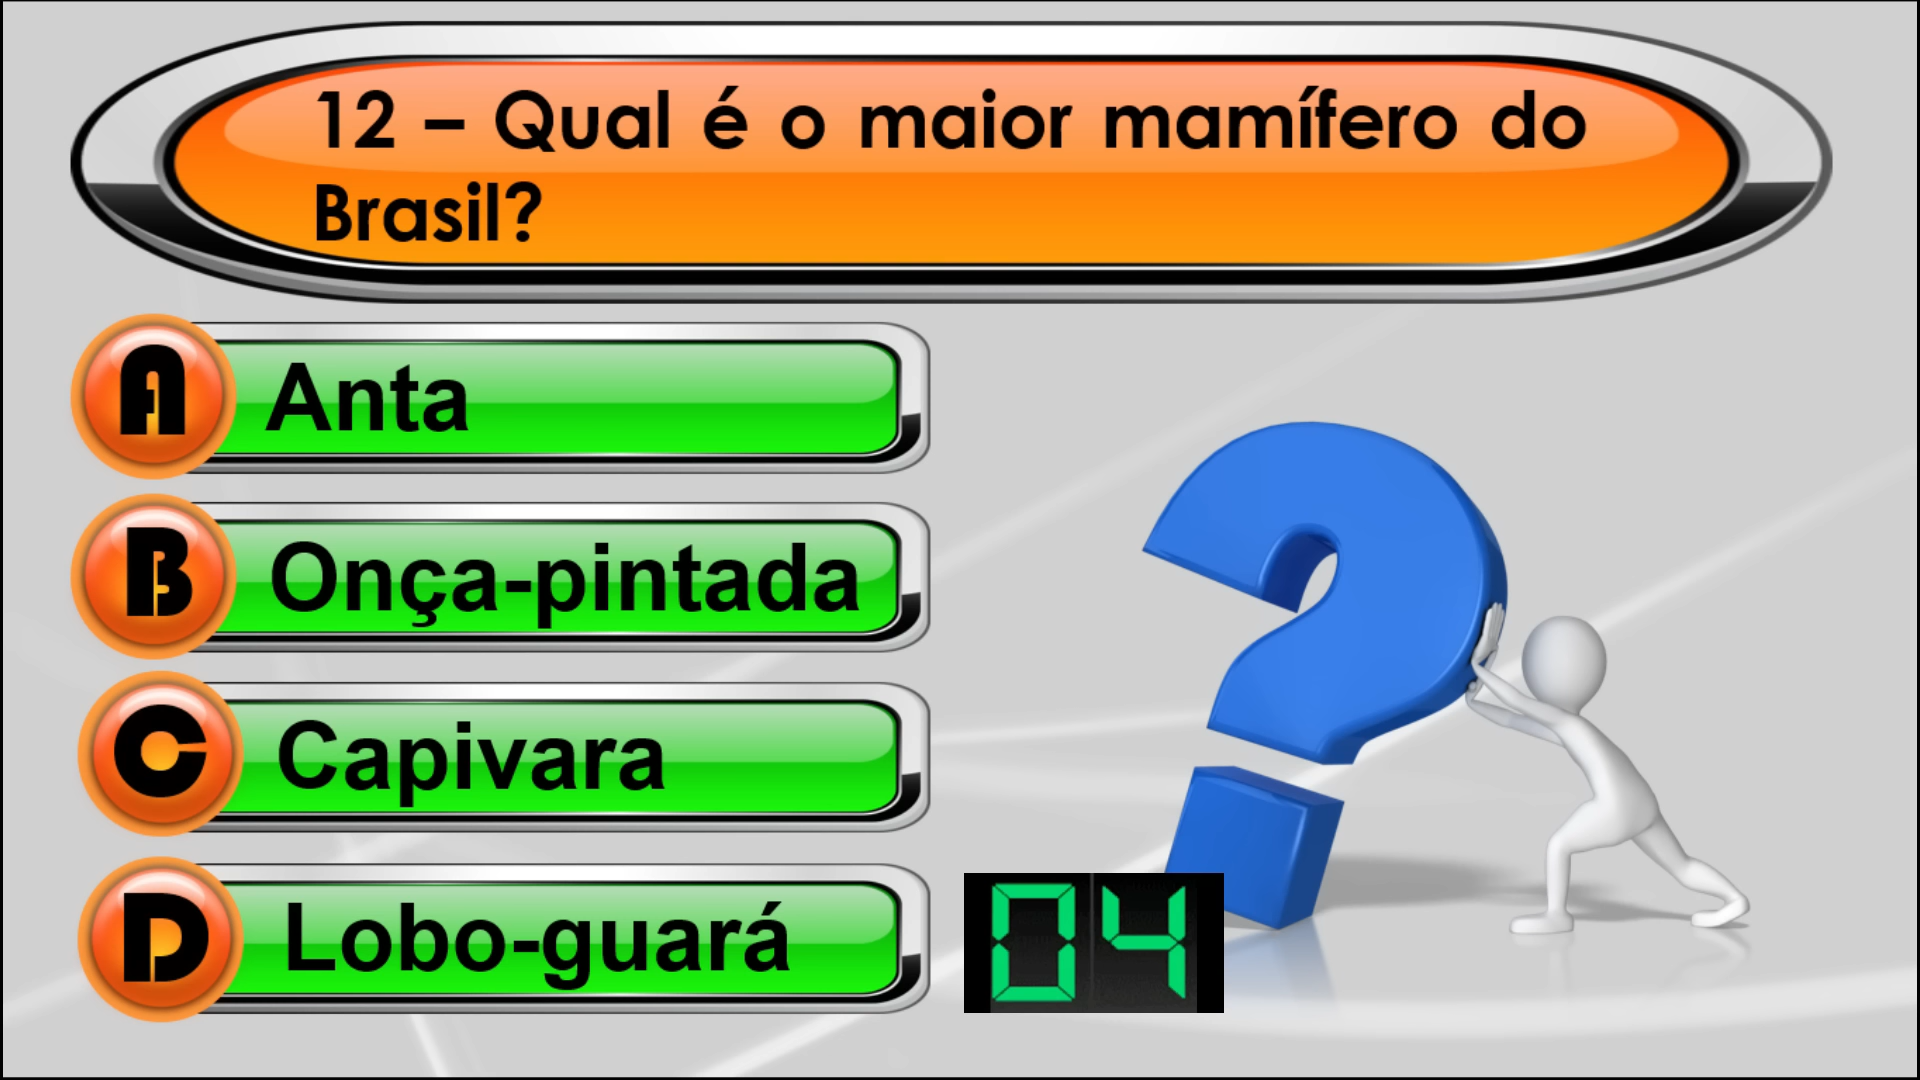 12 – Qual é o maior mamífero do
Brasil?
A Anta
B Onça-pintada
C Capivara
D Lobo-guará
04